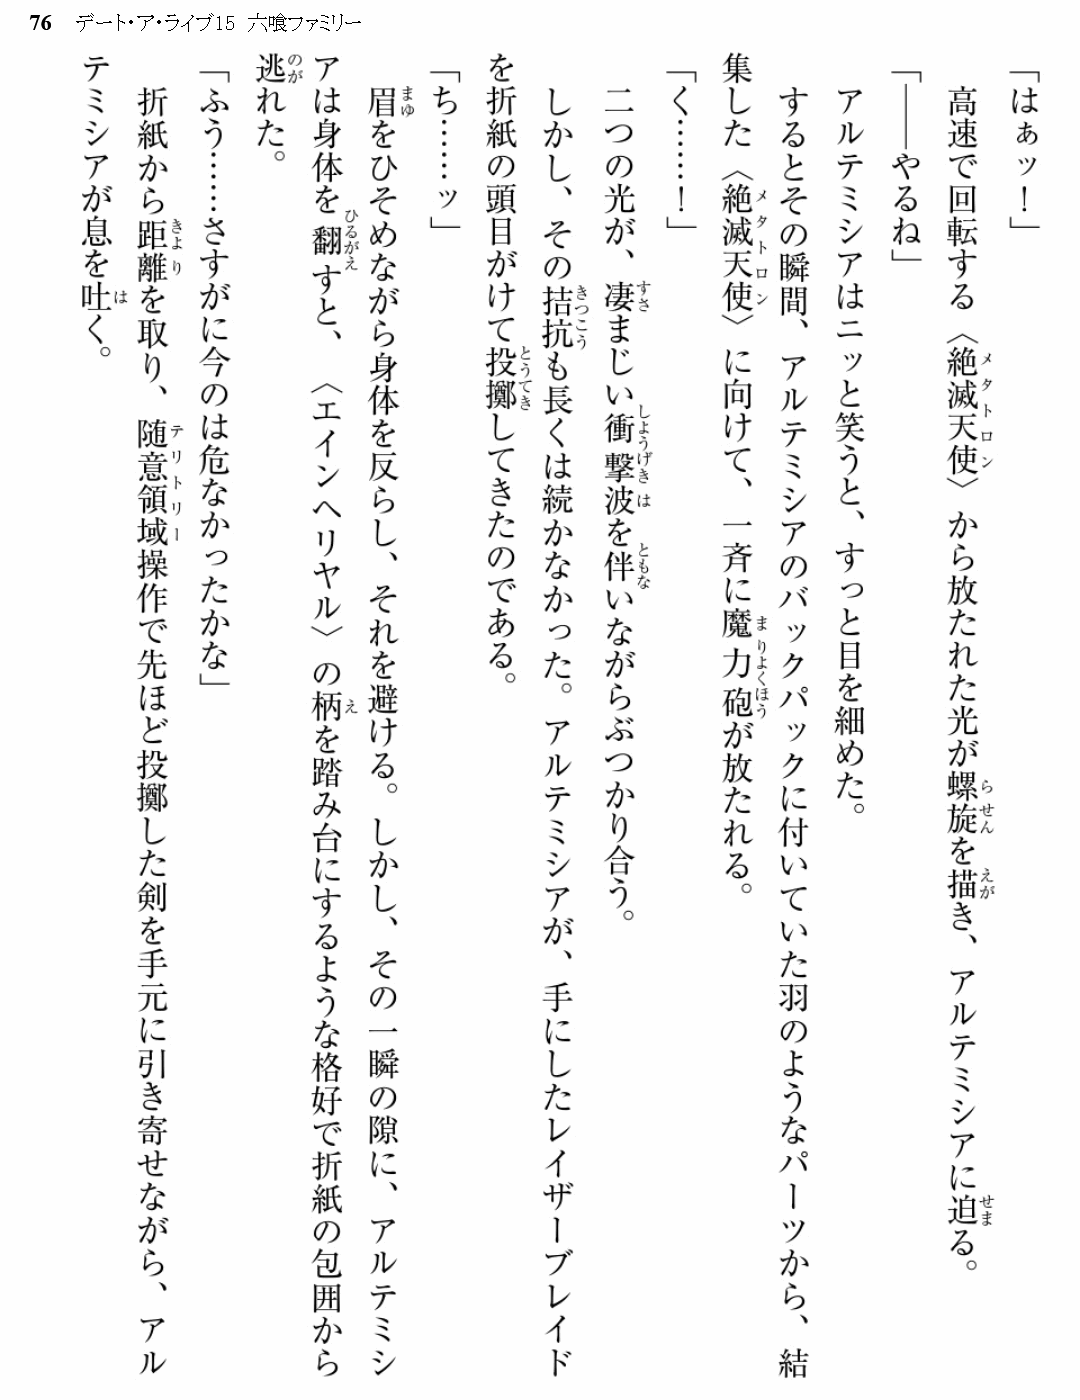 76 デート・ア・ライブ15 六喰ファミリー
「はぁッ！」
高速で回転する〈絶滅天使〉から放たれた光が螺旋を描き、アルテミシアに迫る。
「――やるね」
アルテミシアはニッと笑うと、すっと目を細めた。
するとその瞬間、アルテミシアのバックパックに付いていた羽のようなパーツから、結
集した〈絶滅天使〉に向けて、一斉に魔力砲が放たれる。
「く……！」
二つの光が、凄まじい衝撃波を伴いながらぶつかり合う。
しかし、その拮抗も長くは続かなかった。アルテミシアが、手にしたレイザーブレイド
を折紙の頭目がけて投擲してきたのである。
「ち……ッ」
眉をひそめながら身体を反らし、それを避ける。しかし、その一瞬の隙に、アルテミシ
アは身体を翻すと、〈エインヘリヤル〉の柄を踏み台にするような格好で折紙の包囲から
逃れた。
「ふう……さすがに今のは危なかったかな」
折紙から距離を取り、随意領域操作で先ほど投擲した剣を手元に引き寄せながら、アル
テミシアが息を吐く。